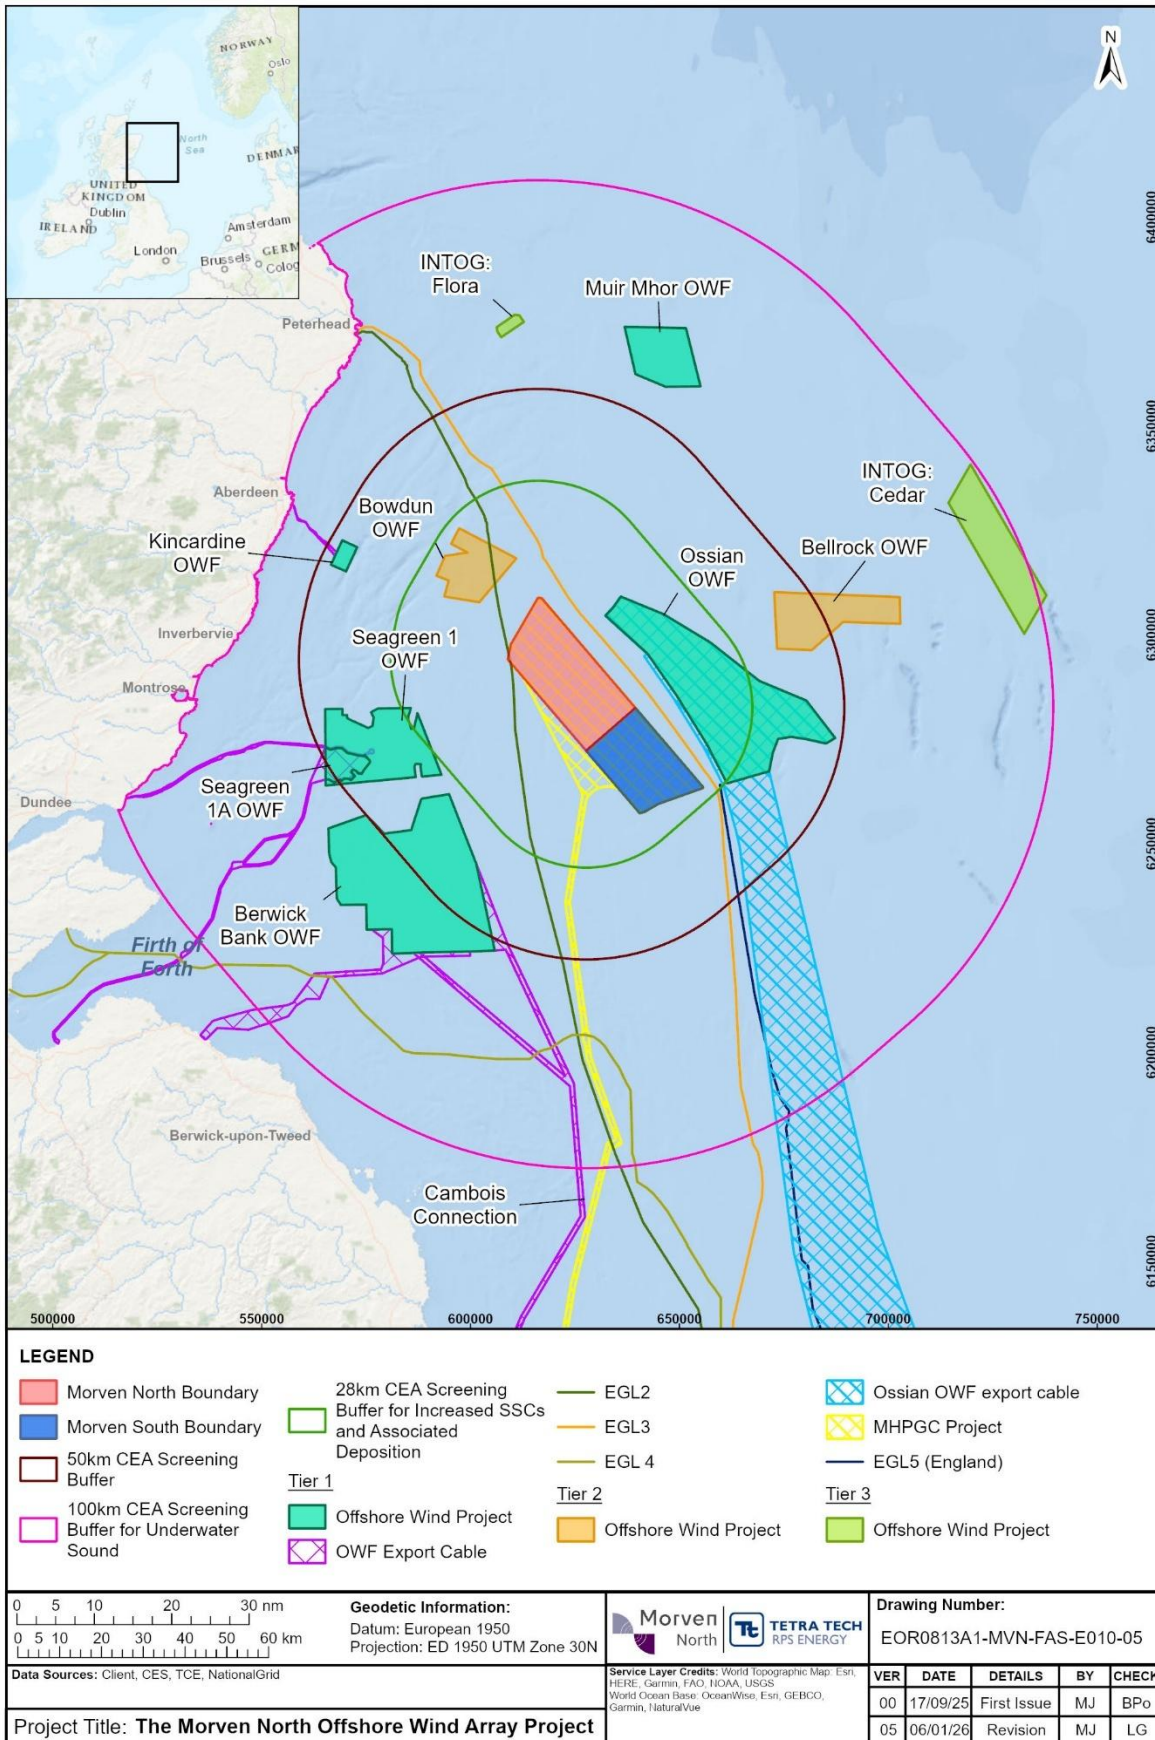 NORWAY
Oslo
North
Sea
DENMAR
UNITED
KINGDOM
IRELAND
Dublin
Amsterdam
London
Brussels
GERM
Colog
N
6400000
INTOG:
Flora
Muir Mhor OWF
Peterhead
6350000
INTOG:
Cedar
Aberdeen
Bowdun
OWF
Kincardine
OWF
Ossian
OWF
Bellrock OWF
6300000
Inverbervie
Seagreen 1
OWF
Montrose
Seagreen
1A OWF
Dundee
6250000
Berwick
Bank OWF
Firth of
Forth
6200000
Berwick-upon-Tweed
Cambois
Connection
6150000
500000
550000
600000
650000
700000
750000
LEGEND
Morven North Boundary
Morven South Boundary
50km CEA Screening
Buffer
100km CEA Screening
Buffer for Underwater
Sound
28km CEA Screening
Buffer for Increased SSCs
and Associated
Deposition
Tier 1
Offshore Wind Project
OWF Export Cable
EGL2
EGL3
EGL 4
Tier 2
Offshore Wind Project
Ossian OWF export cable
MHPGC Project
EGL5 (England)
Tier 3
Offshore Wind Project
0 5 10 20 30 nm
0 5 10 20 30 40 50 60 km
Geodetic Information:
Datum: European 1950
Projection: ED 1950 UTM Zone 30N
Morven
North
Tt TETRA TECH
RPS ENERGY
Drawing Number:
EOR0813A1-MVN-FAS-E010-05
Data Sources: Client, CES, TCE, NationalGrid
Service Layer Credits: World Topographic Map: Esri,
HERE, Garmin, FAO, NOAA, USGS
World Ocean Base: OceanWise, Esri, GEBCO,
Garmin, NaturalVue
VER DATE DETAILS BY CHECK
00 17/09/25 First Issue MJ BPo
05 06/01/26 Revision MJ LG
Project Title: The Morven North Offshore Wind Array Project